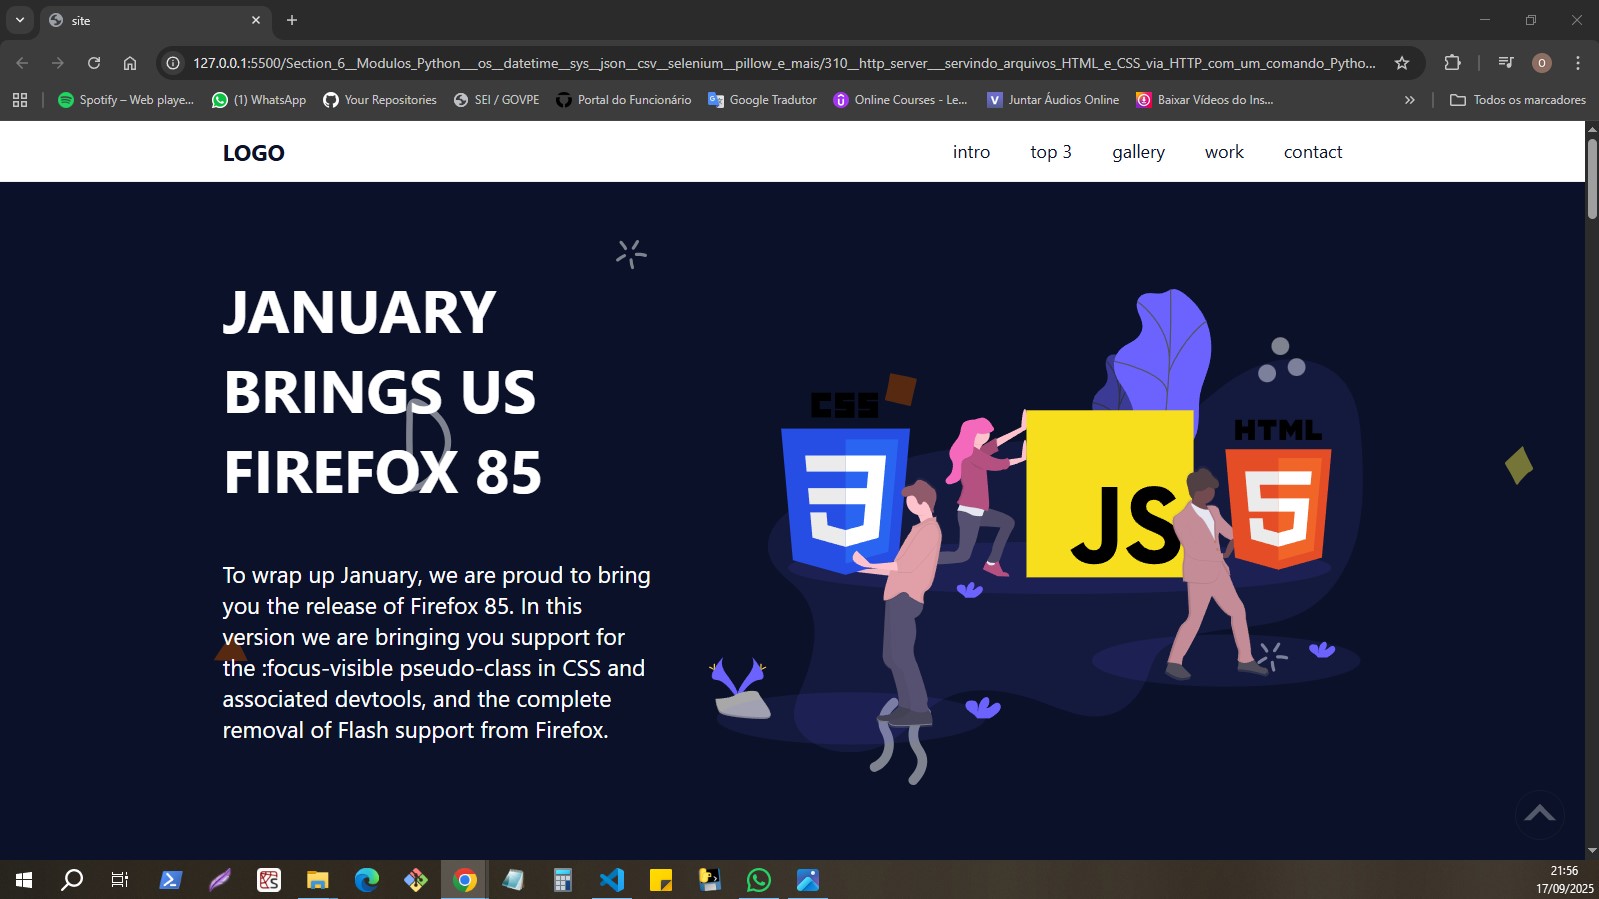 site
127.0.0.1:5500/Section_6__Modulos_Python___os__datetime__sys__json__csv__selenium__pillow_e_mais/310__http_server___servindo_arquivos_HTML_e_CSS_via_HTTP_com_um_comando_Pytho...
O
Spotify – Web playe... (1) WhatsApp Your Repositories SEI / GOVPE Portal do Funcionário Google Tradutor Online Courses - Le... V Juntar Áudios Online Baixar Vídeos do Ins... » Todos os marcadores
LOGO intro top 3 gallery work contact
JANUARY
BRINGS US
FIREFOX 85
To wrap up January, we are proud to bring
you the release of Firefox 85. In this
version we are bringing you support for
the :focus-visible pseudo-class in CSS and
associated devtools, and the complete
removal of Flash support from Firefox.
CSS
3
JS
HTML
5
21:56
17/09/2025